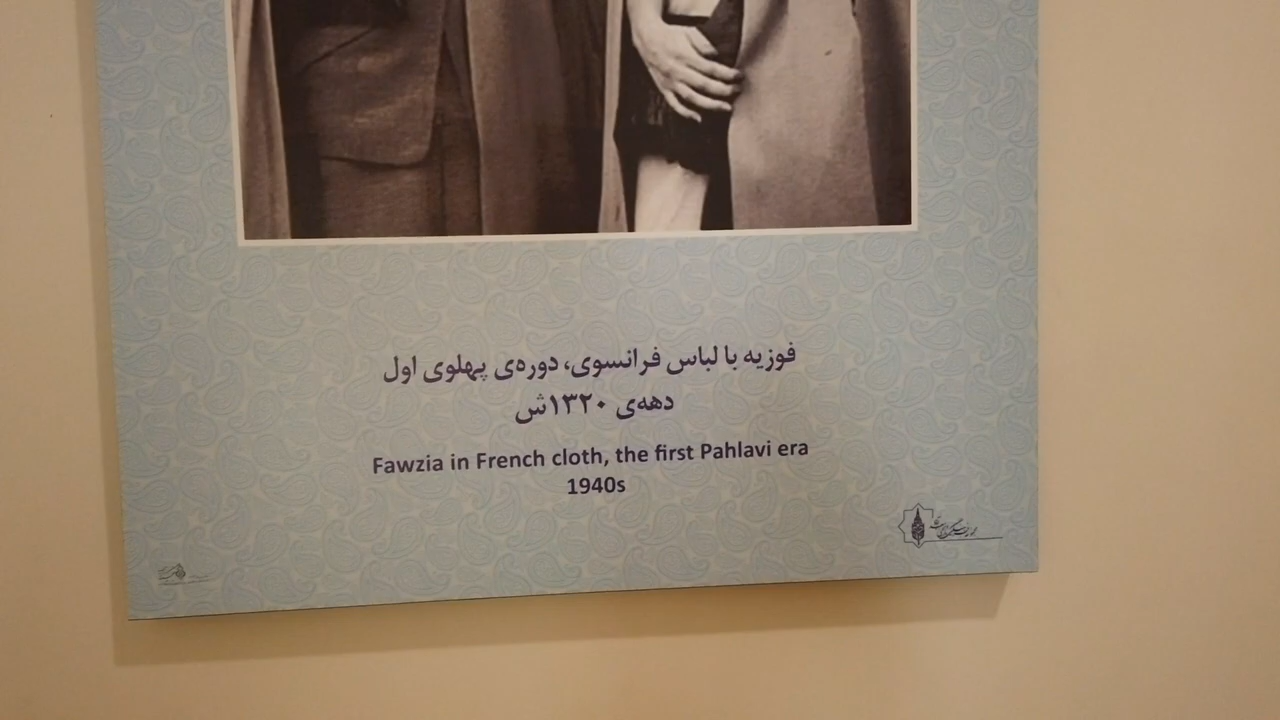 فوزیه با لباس فرانسوی، دوره‌ی پهلوی اول
دهه‌ی ۱۳۲۰ش
Fawzia in French cloth, the first Pahlavi era
1940s